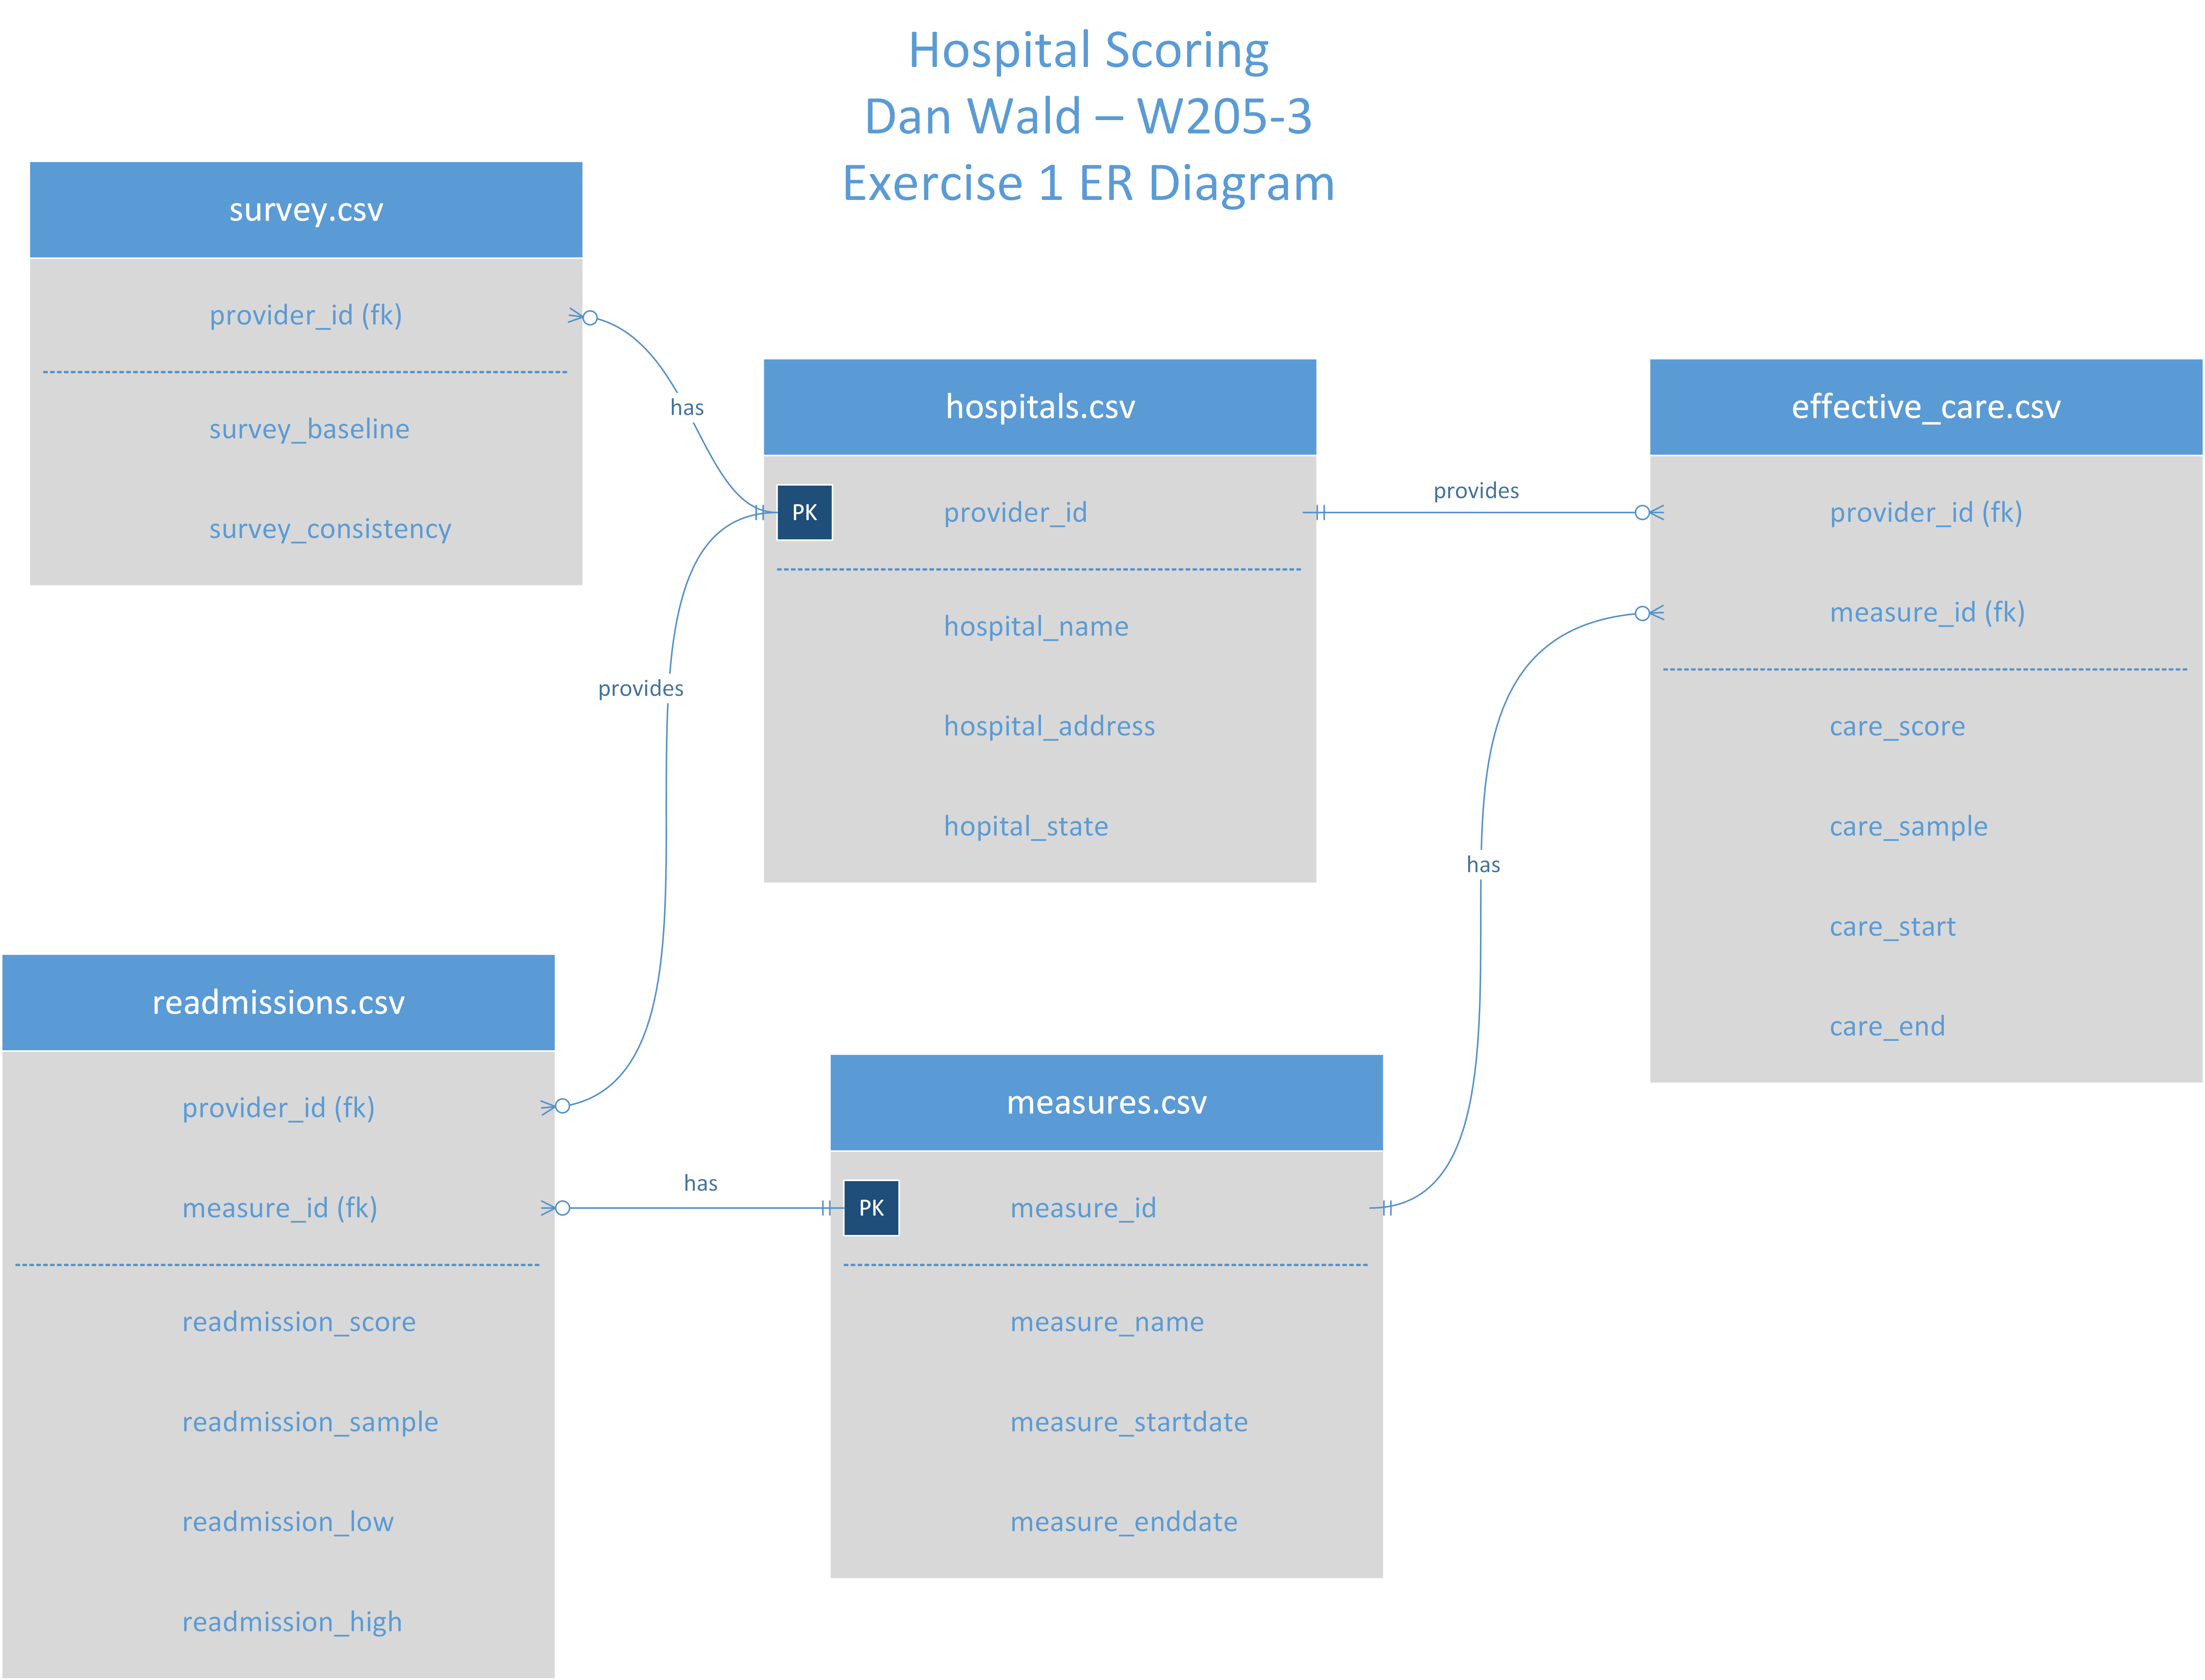 Hospital Scoring
Dan Wald – W205-3
Exercise 1 ER Diagram
survey.csv
provider_id (fk)
survey_baseline
survey_consistency
has
hospitals.csv
PK
provider_id
hospital_name
hospital_address
hopital_state
provides
effective_care.csv
provider_id (fk)
measure_id (fk)
care_score
care_sample
care_start
care_end
provides
has
readmissions.csv
provider_id (fk)
measure_id (fk)
readmission_score
readmission_sample
readmission_low
readmission_high
has
measures.csv
PK
measure_id
measure_name
measure_startdate
measure_enddate